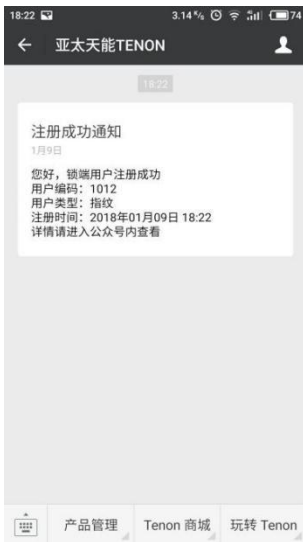 18:22 3.14 K/s 74
亚太天能TENON
18:22
注册成功通知
1月9日
您好，锁端用户注册成功
用户编码：1012
用户类型：指纹
注册时间：2018年01月09日 18:22
详情请进入公众号内查看
产品管理 Tenon 商城 玩转 Tenon